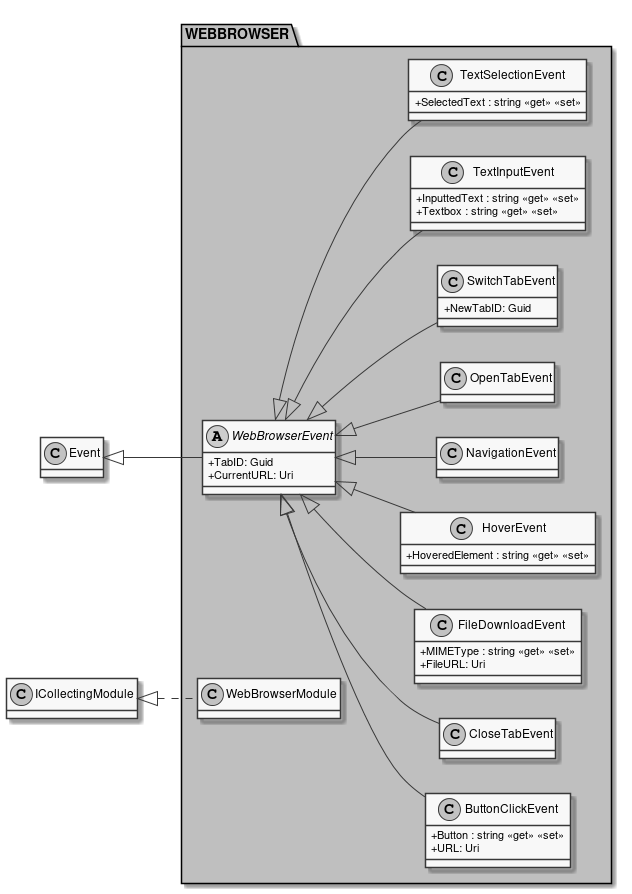 WEBBROWSER
C TextSelectionEvent
+SelectedText : string «get» «set»
C TextInputEvent
+InputtedText : string «get» «set»
+Textbox : string «get» «set»
C SwitchTabEvent
+NewTabID: Guid
C OpenTabEvent
A WebBrowserEvent
+TabID: Guid
+CurrentURL: Uri
C Event
C NavigationEvent
C HoverEvent
+HoveredElement : string «get» «set»
C FileDownloadEvent
+MIMEType : string «get» «set»
+FileURL: Uri
C ICollectingModule
C WebBrowserModule
C CloseTabEvent
C ButtonClickEvent
+Button : string «get» «set»
+URL: Uri